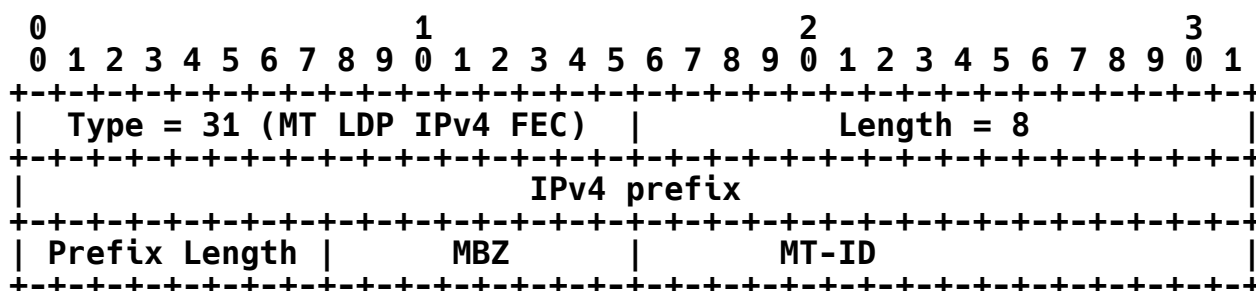 0                   1                   2                   3
 0 1 2 3 4 5 6 7 8 9 0 1 2 3 4 5 6 7 8 9 0 1 2 3 4 5 6 7 8 9 0 1
+-+-+-+-+-+-+-+-+-+-+-+-+-+-+-+-+-+-+-+-+-+-+-+-+-+-+-+-+-+-+-+-+
|  Type = 31 (MT LDP IPv4 FEC)  |          Length = 8           |
+-+-+-+-+-+-+-+-+-+-+-+-+-+-+-+-+-+-+-+-+-+-+-+-+-+-+-+-+-+-+-+-+
|                          IPv4 prefix                          |
+-+-+-+-+-+-+-+-+-+-+-+-+-+-+-+-+-+-+-+-+-+-+-+-+-+-+-+-+-+-+-+-+
| Prefix Length |      MBZ      |       MT-ID                   |
+-+-+-+-+-+-+-+-+-+-+-+-+-+-+-+-+-+-+-+-+-+-+-+-+-+-+-+-+-+-+-+-+